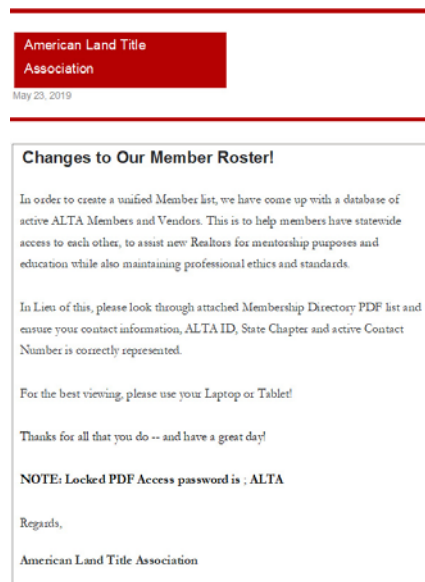 American Land Title
Association
May 23, 2019
Changes to Our Member Roster!
In order to create a unified Member list, we have come up with a database of
active ALTA Members and Vendors. This is to help members have statewide
access to each other, to assist new Realtors for mentorship purposes and
education while also maintaining professional ethics and standards.
In Lieu of this, please look through attached Membership Directory PDF list and
ensure your contact information, ALTA ID, State Chapter and active Contact
Number is correctly represented.
For the best viewing, please use your Laptop or Tablet!
Thanks for all that you do -- and have a great day!
NOTE: Locked PDF Access password is ; ALTA
Regards,
American Land Title Association